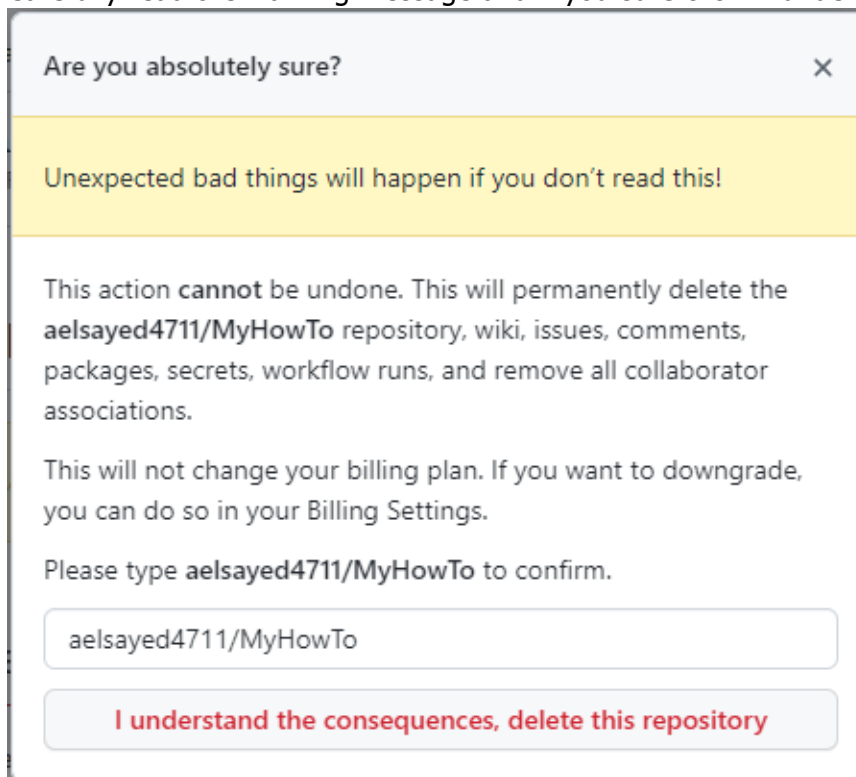 Are you absolutely sure?
Unexpected bad things will happen if you don't read this!
This action cannot be undone. This will permanently delete the
aelsayed4711/MyHowTo repository, wiki, issues, comments,
packages, secrets, workflow runs, and remove all collaborator
associations.
This will not change your billing plan. If you want to downgrade,
you can do so in your Billing Settings.
Please type aelsayed4711/MyHowTo to confirm.
aelsayed4711/MyHowTo
I understand the consequences, delete this repository